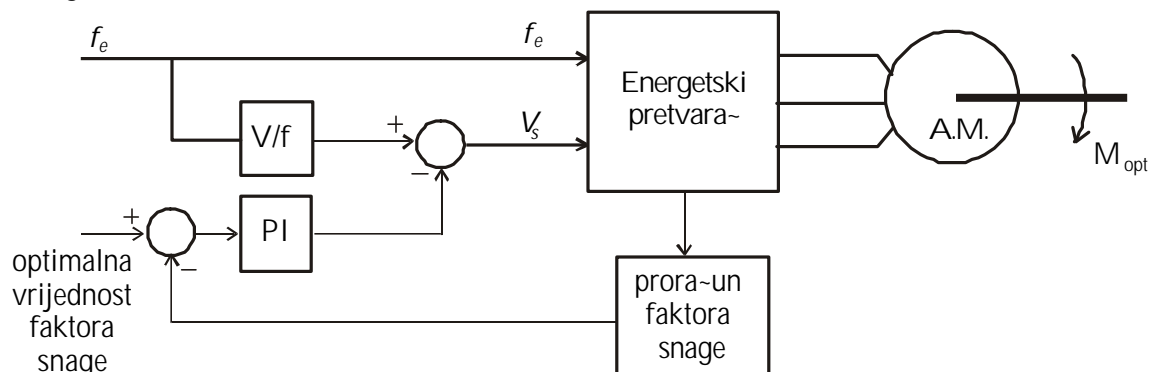 f_e
f_e
Energetski
pretvara~
A.M.
M_opt
V/f
+
−
V_s
+
−
PI
optimalna
vrijednost
faktora
snage
prora~un
faktora
snage